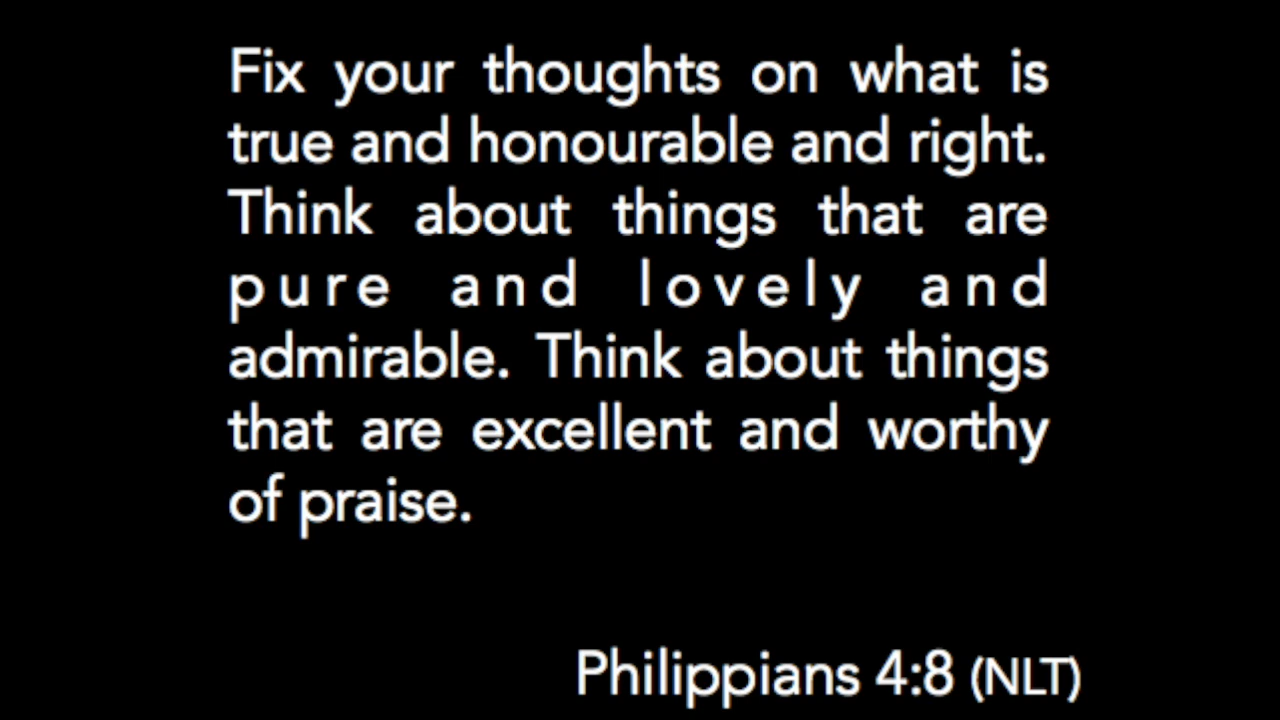 Fix your thoughts on what is
true and honourable and right.
Think about things that are
pure and lovely and
admirable. Think about things
that are excellent and worthy
of praise.
Philippians 4:8 (NLT)